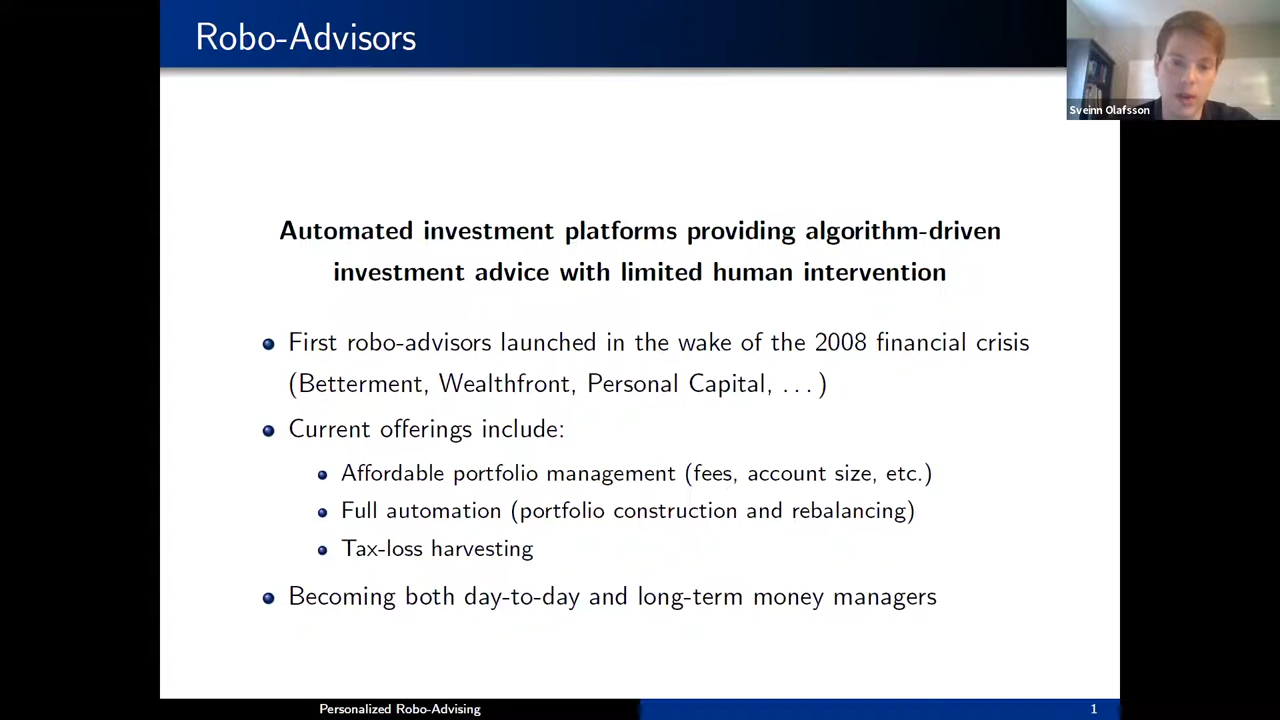 Robo-Advisors
Sveinn Olafsson
Automated investment platforms providing algorithm-driven
investment advice with limited human intervention
First robo-advisors launched in the wake of the 2008 financial crisis
(Betterment, Wealthfront, Personal Capital, ...)
Current offerings include:
Affordable portfolio management (fees, account size, etc.)
Full automation (portfolio construction and rebalancing)
Tax-loss harvesting
Becoming both day-to-day and long-term money managers
Personalized Robo-Advising
1